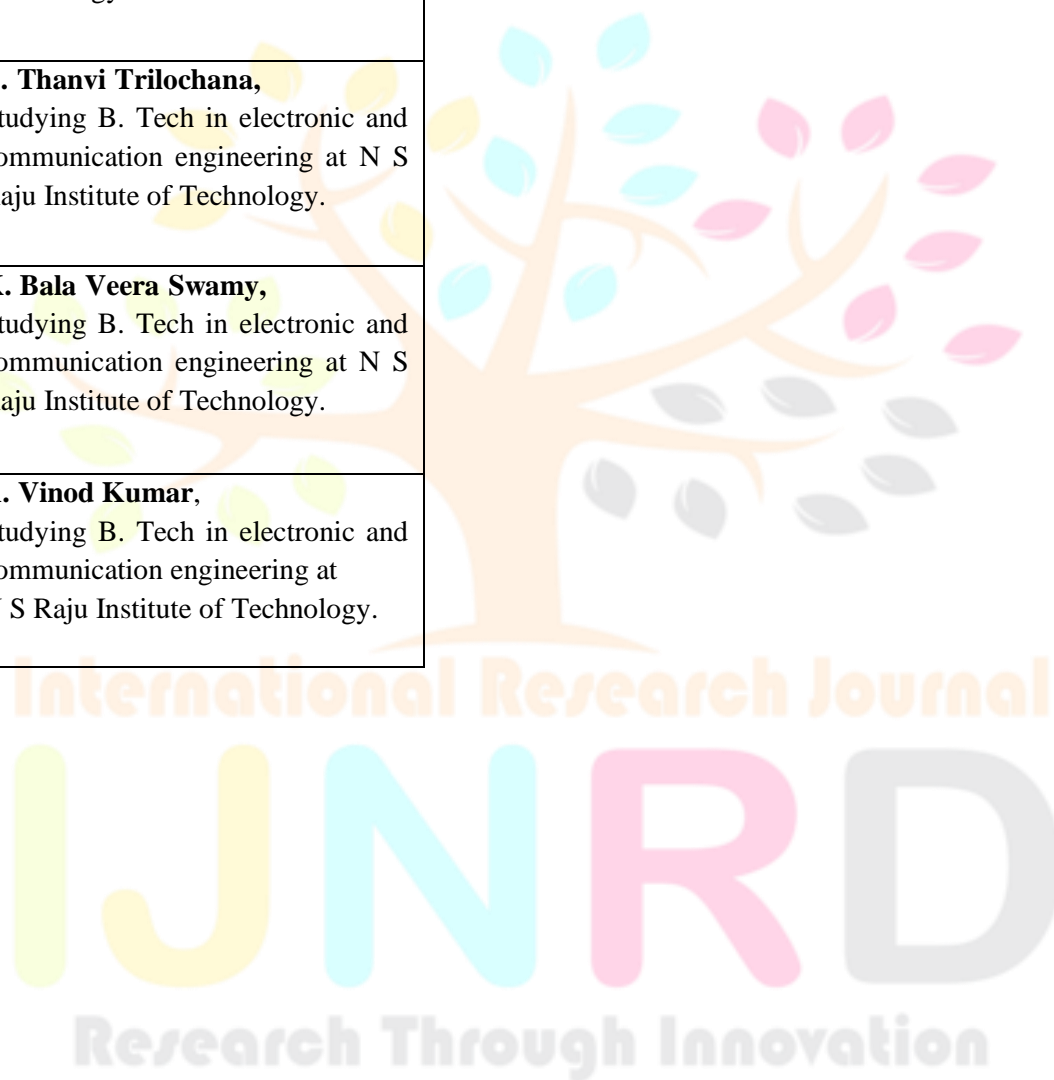 . Thanvi Trilochana,
tudying B. Tech in electronic and
ommunication engineering at N S
aju Institute of Technology.
K. Bala Veera Swamy,
tudying B. Tech in electronic and
ommunication engineering at N S
aju Institute of Technology.
. Vinod Kumar,
tudying B. Tech in electronic and
ommunication engineering at
S Raju Institute of Technology.
International Research Journal
IJNRD
Research Through Innovation